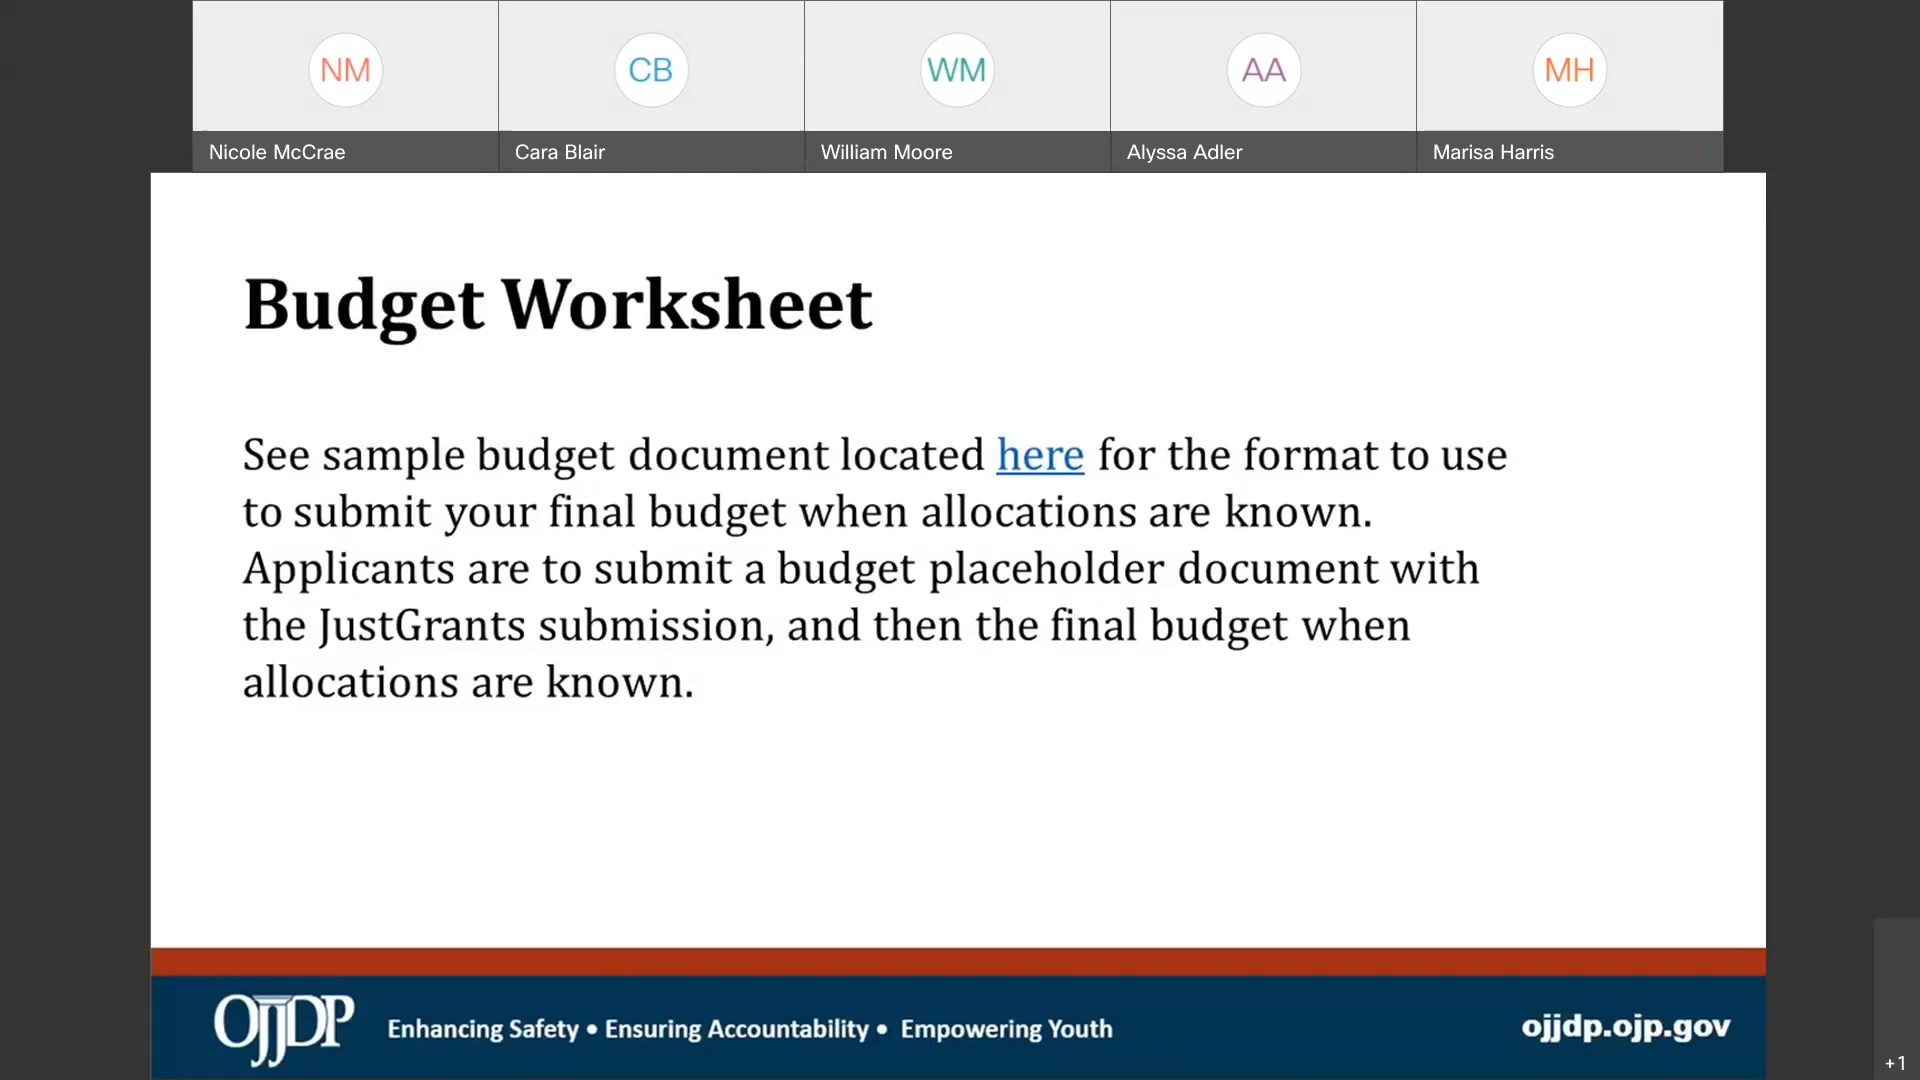 NM
CB
WM
AA
MH
Nicole McCrae
Cara Blair
William Moore
Alyssa Adler
Marisa Harris
Budget Worksheet
See sample budget document located here for the format to use
to submit your final budget when allocations are known.
Applicants are to submit a budget placeholder document with
the JustGrants submission, and then the final budget when
allocations are known.
OJJDP
Enhancing Safety • Ensuring Accountability • Empowering Youth
ojjdp.ojp.gov
+1